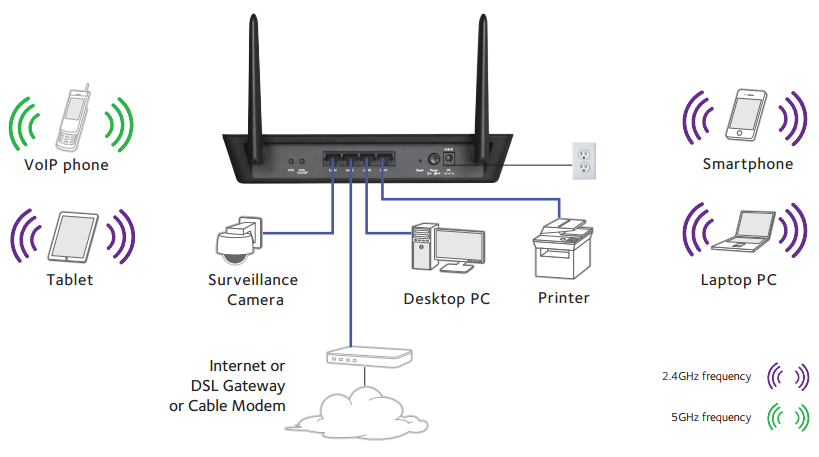 VoIP phone
Smartphone
Tablet
Surveillance
Camera
Desktop PC
Printer
Laptop PC
Internet or
DSL Gateway
or Cable Modem
2.4GHz frequency
5GHz frequency